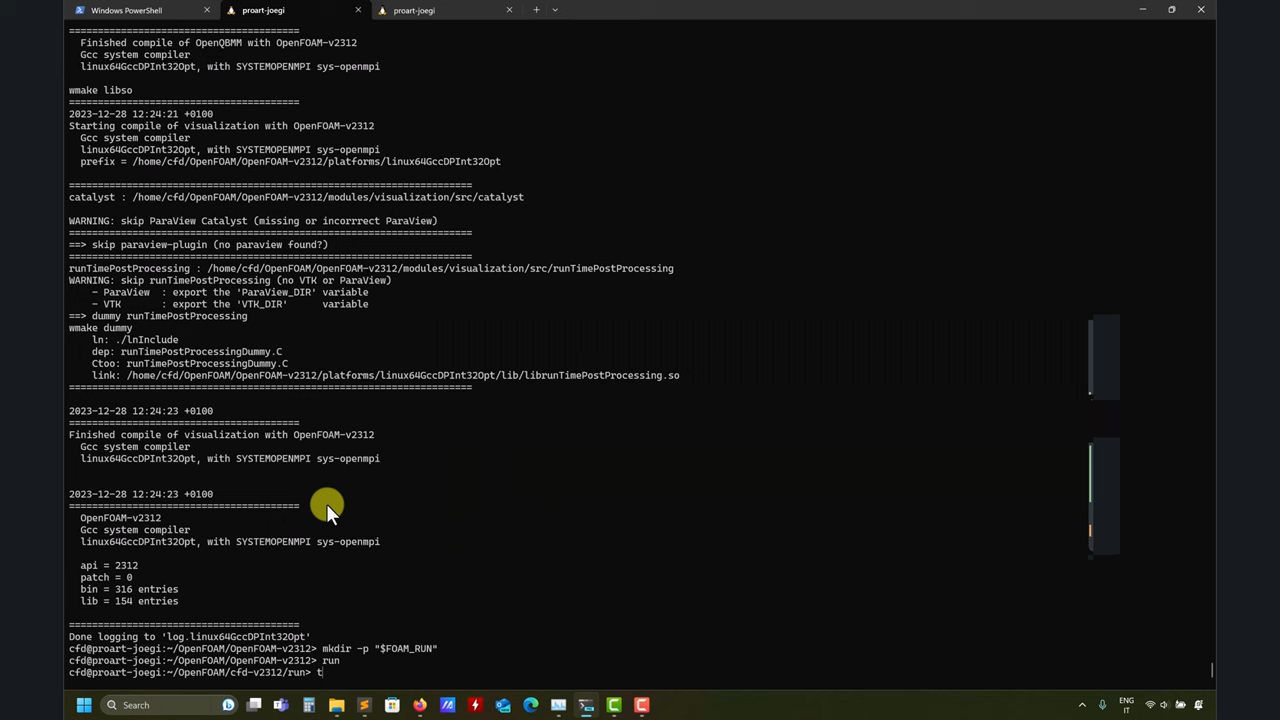 Windows PowerShell
proart-joegi
proart-joegi
========================================
Finished compile of OpenQBMM with OpenFOAM-v2312
Gcc system compiler
linux64GccDPInt32Opt, with SYSTEMOPENMPI sys-openmpi
wmake libso
========================================
2023-12-28 12:24:21 +0100
Starting compile of visualization with OpenFOAM-v2312
Gcc system compiler
linux64GccDPInt32Opt, with SYSTEMOPENMPI sys-openmpi
prefix = /home/cfd/OpenFOAM/OpenFOAM-v2312/platforms/linux64GccDPInt32Opt
======================================================================
catalyst : /home/cfd/OpenFOAM/OpenFOAM-v2312/modules/visualization/src/catalyst
WARNING: skip ParaView Catalyst (missing or incorrrect ParaView)
======================================================================
==> skip paraview-plugin (no paraview found?)
======================================================================
runTimePostProcessing : /home/cfd/OpenFOAM/OpenFOAM-v2312/modules/visualization/src/runTimePostProcessing
WARNING: skip runTimePostProcessing (no VTK or ParaView)
- ParaView : export the 'ParaView_DIR' variable
- VTK : export the 'VTK_DIR' variable
==> dummy runTimePostProcessing
wmake dummy
ln: ./lnInclude
dep: runTimePostProcessingDummy.C
Ctoo: runTimePostProcessingDummy.C
link: /home/cfd/OpenFOAM/OpenFOAM-v2312/platforms/linux64GccDPInt32Opt/lib/librunTimePostProcessing.so
======================================================================
2023-12-28 12:24:23 +0100
========================================
Finished compile of visualization with OpenFOAM-v2312
Gcc system compiler
linux64GccDPInt32Opt, with SYSTEMOPENMPI sys-openmpi
2023-12-28 12:24:23 +0100
========================================
OpenFOAM-v2312
Gcc system compiler
linux64GccDPInt32Opt, with SYSTEMOPENMPI sys-openmpi
api = 2312
patch = 0
bin = 316 entries
lib = 154 entries
========================================
Done logging to 'log.linux64GccDPInt32Opt'
cfd@proart-joegi:~/OpenFOAM/OpenFOAM-v2312> mkdir -p "$FOAM_RUN"
cfd@proart-joegi:~/OpenFOAM/OpenFOAM-v2312> run
cfd@proart-joegi:~/OpenFOAM/cfd-v2312/run> t
Search
ENG
IT